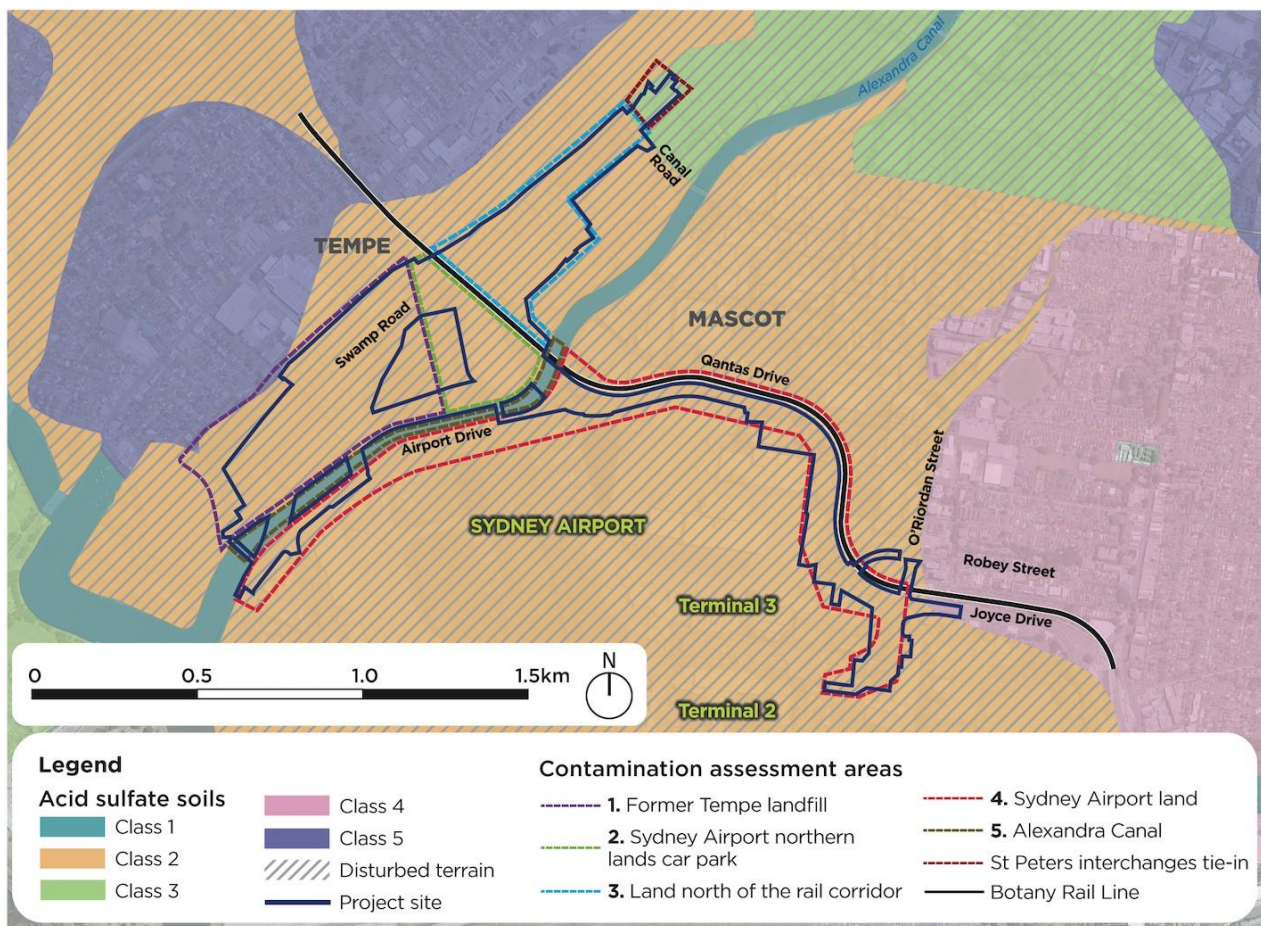 Alexandra Canal
Canal
Road
TEMPE
Swamp Road
MASCOT
Qantas Drive
Airport Drive
O'Riordan Street
SYDNEY AIRPORT
Robey Street
Terminal 3
Joyce Drive
Terminal 2
0 0.5 1.0 1.5km
N
Legend
Acid sulfate soils
Class 1
Class 2
Class 3
Class 4
Class 5
Disturbed terrain
Project site
Contamination assessment areas
1. Former Tempe landfill
2. Sydney Airport northern
lands car park
3. Land north of the rail corridor
4. Sydney Airport land
5. Alexandra Canal
St Peters interchanges tie-in
Botany Rail Line